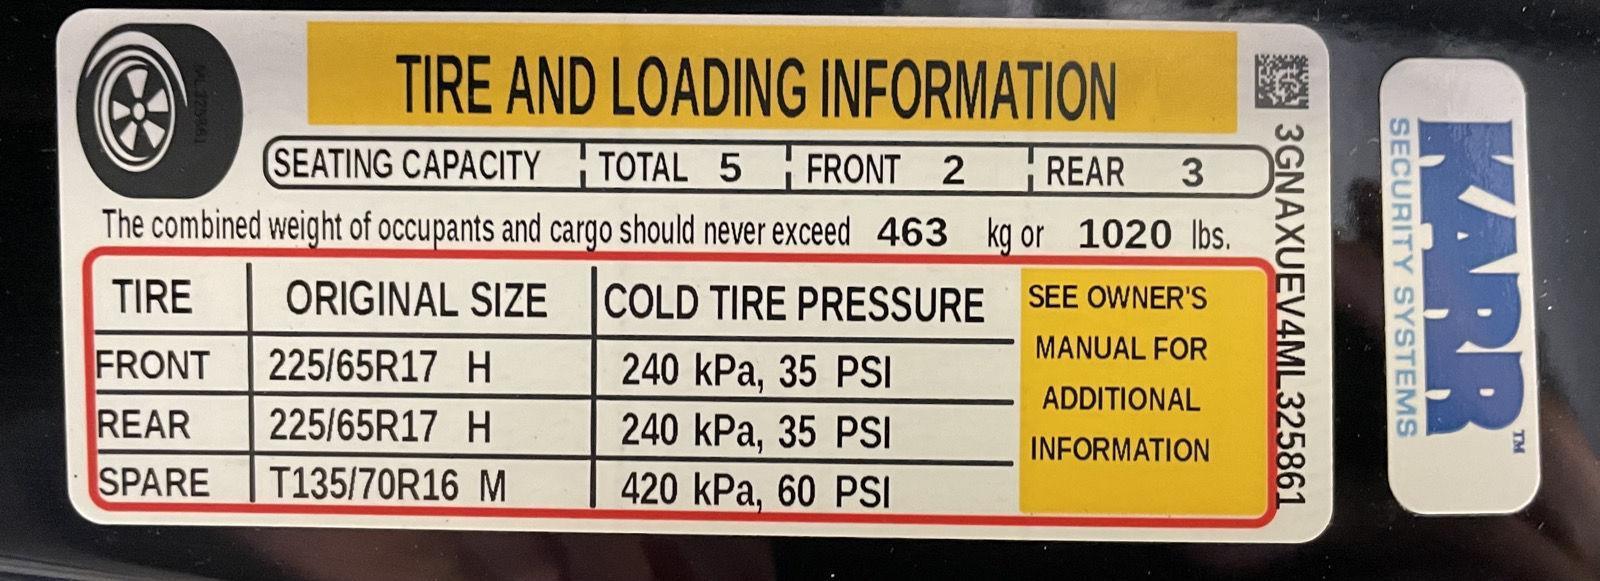 TIRE AND LOADING INFORMATION
SEATING CAPACITY TOTAL 5 FRONT 2 REAR 3
The combined weight of occupants and cargo should never exceed 463 kg or 1020 lbs.
TIRE ORIGINAL SIZE COLD TIRE PRESSURE
FRONT 225/65R17 H 240 kPa, 35 PSI
REAR 225/65R17 H 240 kPa, 35 PSI
SPARE T135/70R16 M 420 kPa, 60 PSI
SEE OWNER'S
MANUAL FOR
ADDITIONAL
INFORMATION
3GNAXUEV4ML325861
KARR™
SECURITY SYSTEMS